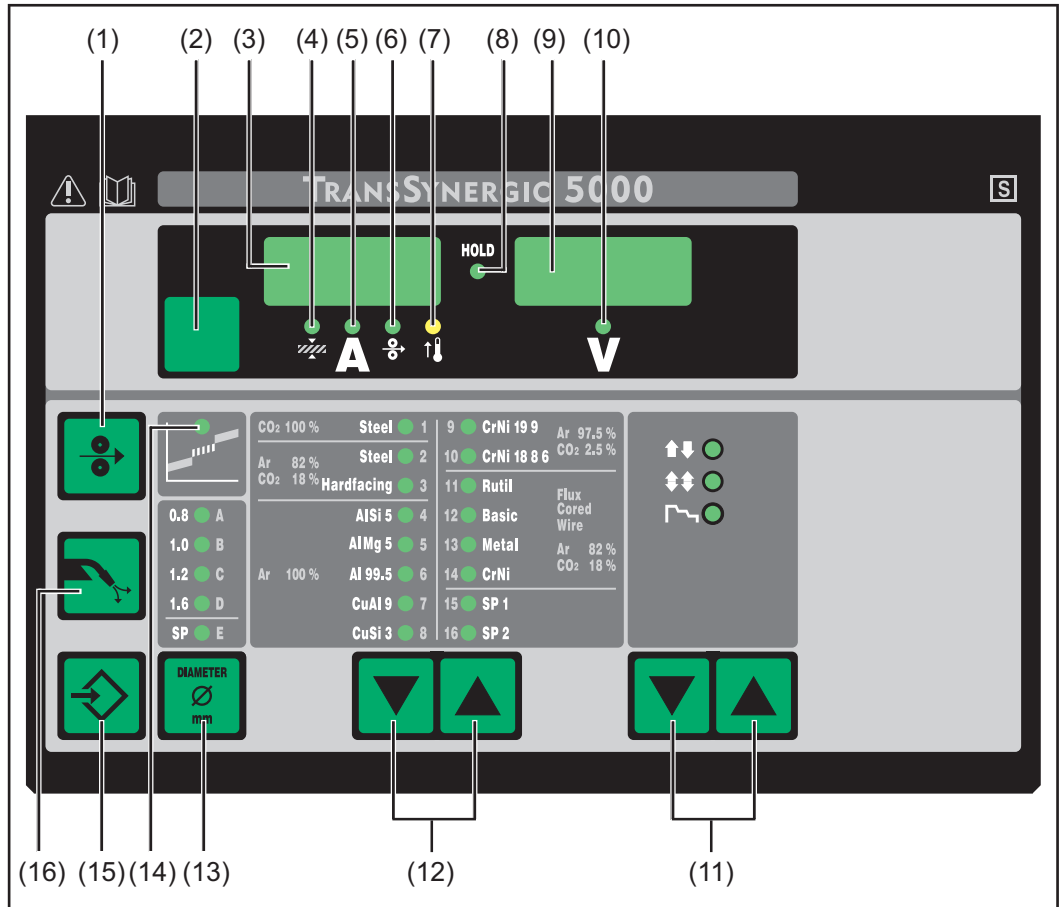 (1) (2) (3) (4) (5) (6) (7) (8) (9) (10)
TRANSSYNERGIC 5000
S
HOLD
A
V
CO2 100 % Steel 1
Ar 82 %
CO2 18 %
Steel 2
Hardfacing 3
AlSi 5 4
AlMg 5 5
Ar 100 % Al 99.5 6
CuAl 9 7
CuSi 3 8
9 CrNi 19 9
10 CrNi 18 8 6
Ar 97.5 %
CO2 2.5 %
11 Rutil
12 Basic
13 Metal
14 CrNi
Flux
Cored
Wire
Ar 82 %
CO2 18 %
15 SP 1
16 SP 2
0.8 A
1.0 B
1.2 C
1.6 D
SP E
DIAMETER
Ø
mm
(16) (15) (14) (13) (12) (11)